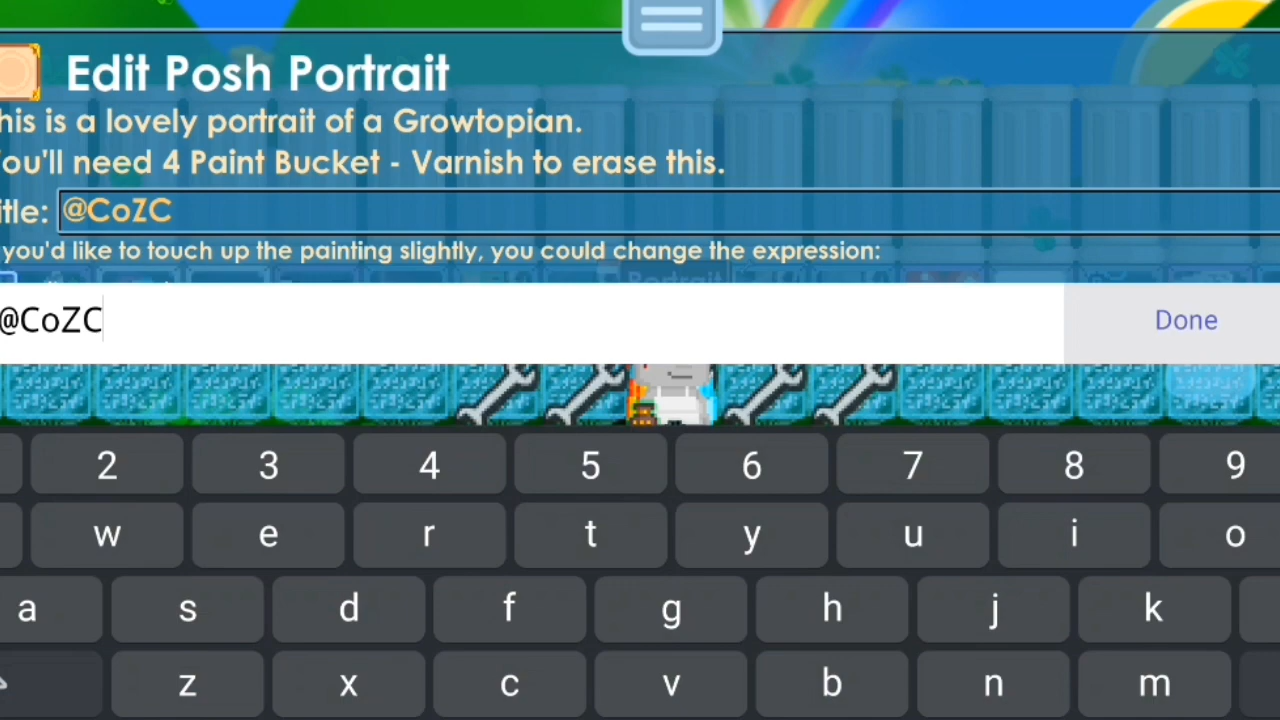 Edit Posh Portrait
his is a lovely portrait of a Growtopian.
ou'll need 4 Paint Bucket - Varnish to erase this.
itle: @CoZC
you'd like to touch up the painting slightly, you could change the expression:
@CoZC
Done
2 3 4 5 6 7 8 9
w e r t y u i o
a s d f g h j k
z x c v b n m